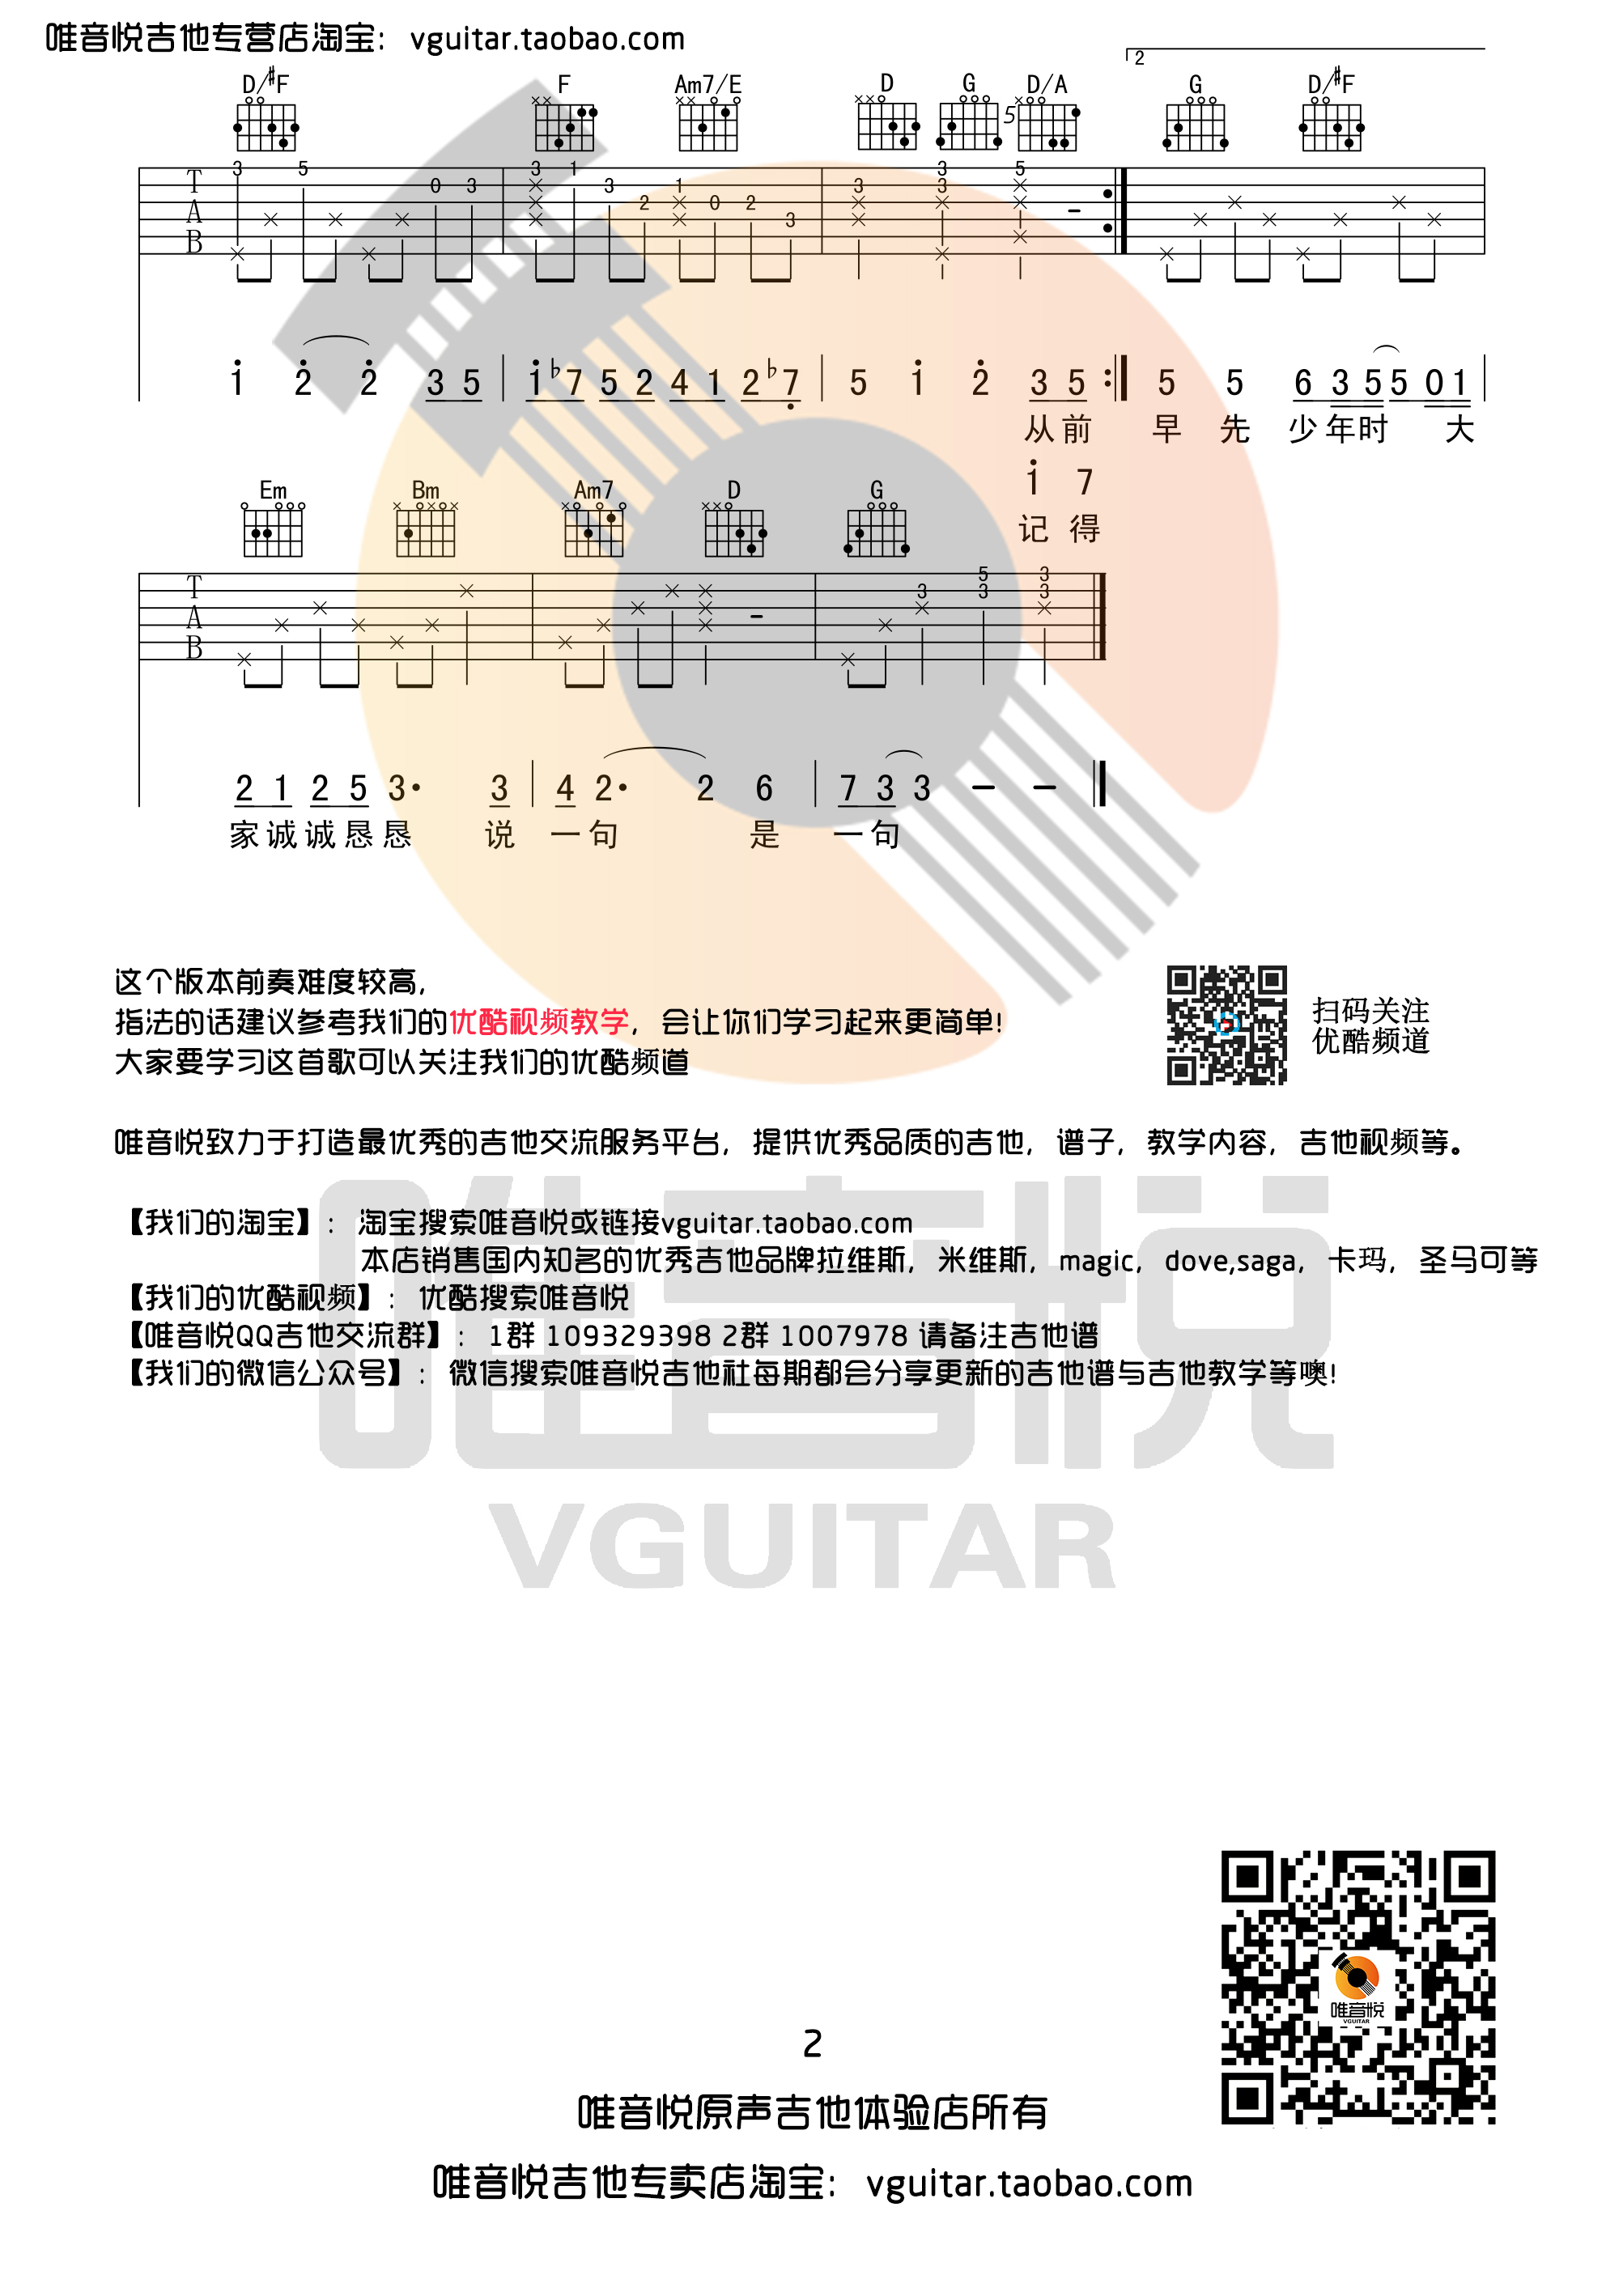 唯音悦吉他专营店淘宝：vguitar.taobao.com
2
D/#F F Am7/E D G D/A G D/#F
5
3 5 0 3 3 1 3 2 1 0 2 3 3 3 3 5
T
A
B
1 2 2 3 5 1 ♭7 5 2 4 1 2 ♭7 5 1 2 3 5 5 5 6 3 5 5 0 1
从前 早 先 少年时 大
1 7
记得
Em Bm Am7 D G
3 5 3 3 3
T
A
B
2 1 2 5 3· 3 4 2· 2 6 7 3 3 - -
家诚诚恳恳 说 一句 是 一句
这个版本前奏难度较高，
指法的话建议参考我们的优酷视频教学，会让你们学习起来更简单！
大家要学习这首歌可以关注我们的优酷频道
扫码关注
优酷频道
唯音悦致力于打造最优秀的吉他交流服务平台，提供优秀品质的吉他，谱子，教学内容，吉他视频等。
【我们的淘宝】：淘宝搜索唯音悦或链接vguitar.taobao.com
本店销售国内知名的优秀吉他品牌拉维斯，米维斯，magic，dove,saga，卡玛，圣马可等
【我们的优酷视频】：优酷搜索唯音悦
【唯音悦QQ吉他交流群】：1群 109329398 2群 1007978 请备注吉他谱
【我们的微信公众号】：微信搜索唯音悦吉他社每期都会分享更新的吉他谱与吉他教学等噢！
唯音悦
VGUITAR
唯音悦
VGUITAR
2
唯音悦原声吉他体验店所有
唯音悦吉他专卖店淘宝：vguitar.taobao.com